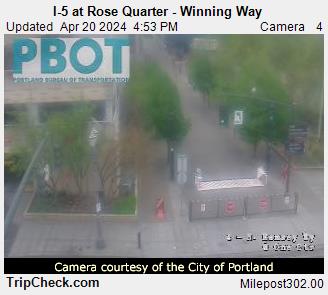 I-5 at Rose Quarter - Winning Way
Updated Apr 20 2024 4:53 PM Camera 4
PBOT
PORTLAND BUREAU OF TRANSPORTATION
Camera courtesy of the City of Portland
TripCheck.com Milepost302.00